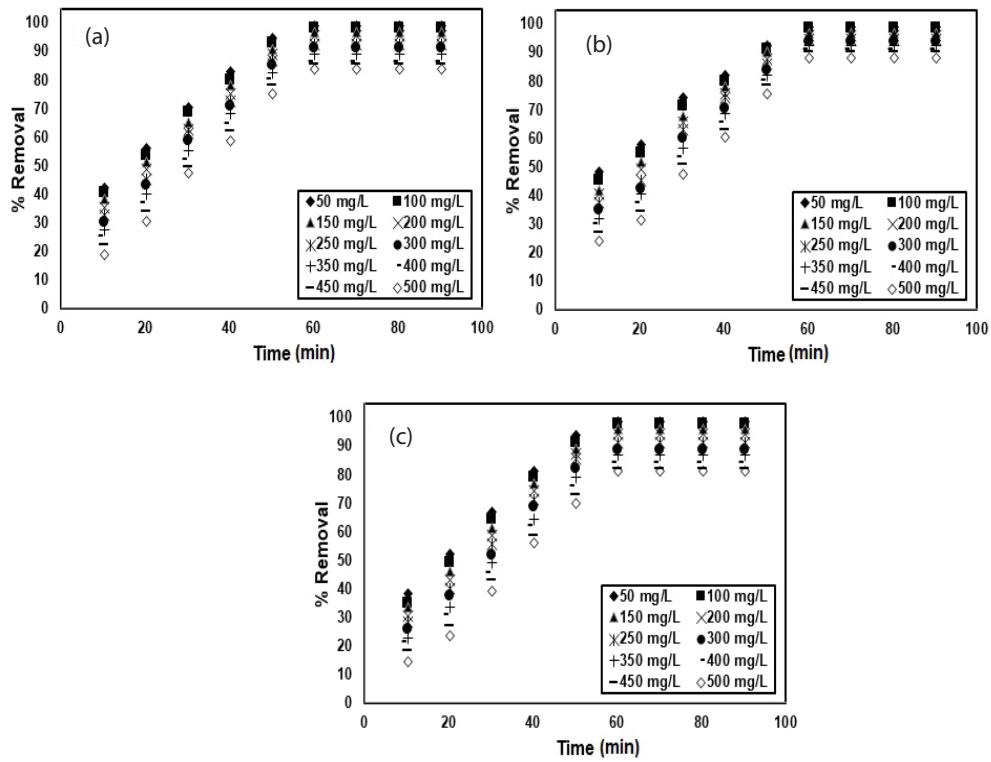 (a)
% Removal
100
90
80
70
60
50
40
30
20
10
0
0 20 40 60 80 100
Time (min)
50 mg/L 100 mg/L
150 mg/L 200 mg/L
250 mg/L 300 mg/L
350 mg/L 400 mg/L
450 mg/L 500 mg/L
(b)
% Removal
100
90
80
70
60
50
40
30
20
10
0
0 20 40 60 80 100
Time (min)
50 mg/L 100 mg/L
150 mg/L 200 mg/L
250 mg/L 300 mg/L
350 mg/L 400 mg/L
450 mg/L 500 mg/L
(c)
% Removal
100
90
80
70
60
50
40
30
20
10
0
0 20 40 60 80 100
Time (min)
50 mg/L 100 mg/L
150 mg/L 200 mg/L
250 mg/L 300 mg/L
350 mg/L 400 mg/L
450 mg/L 500 mg/L